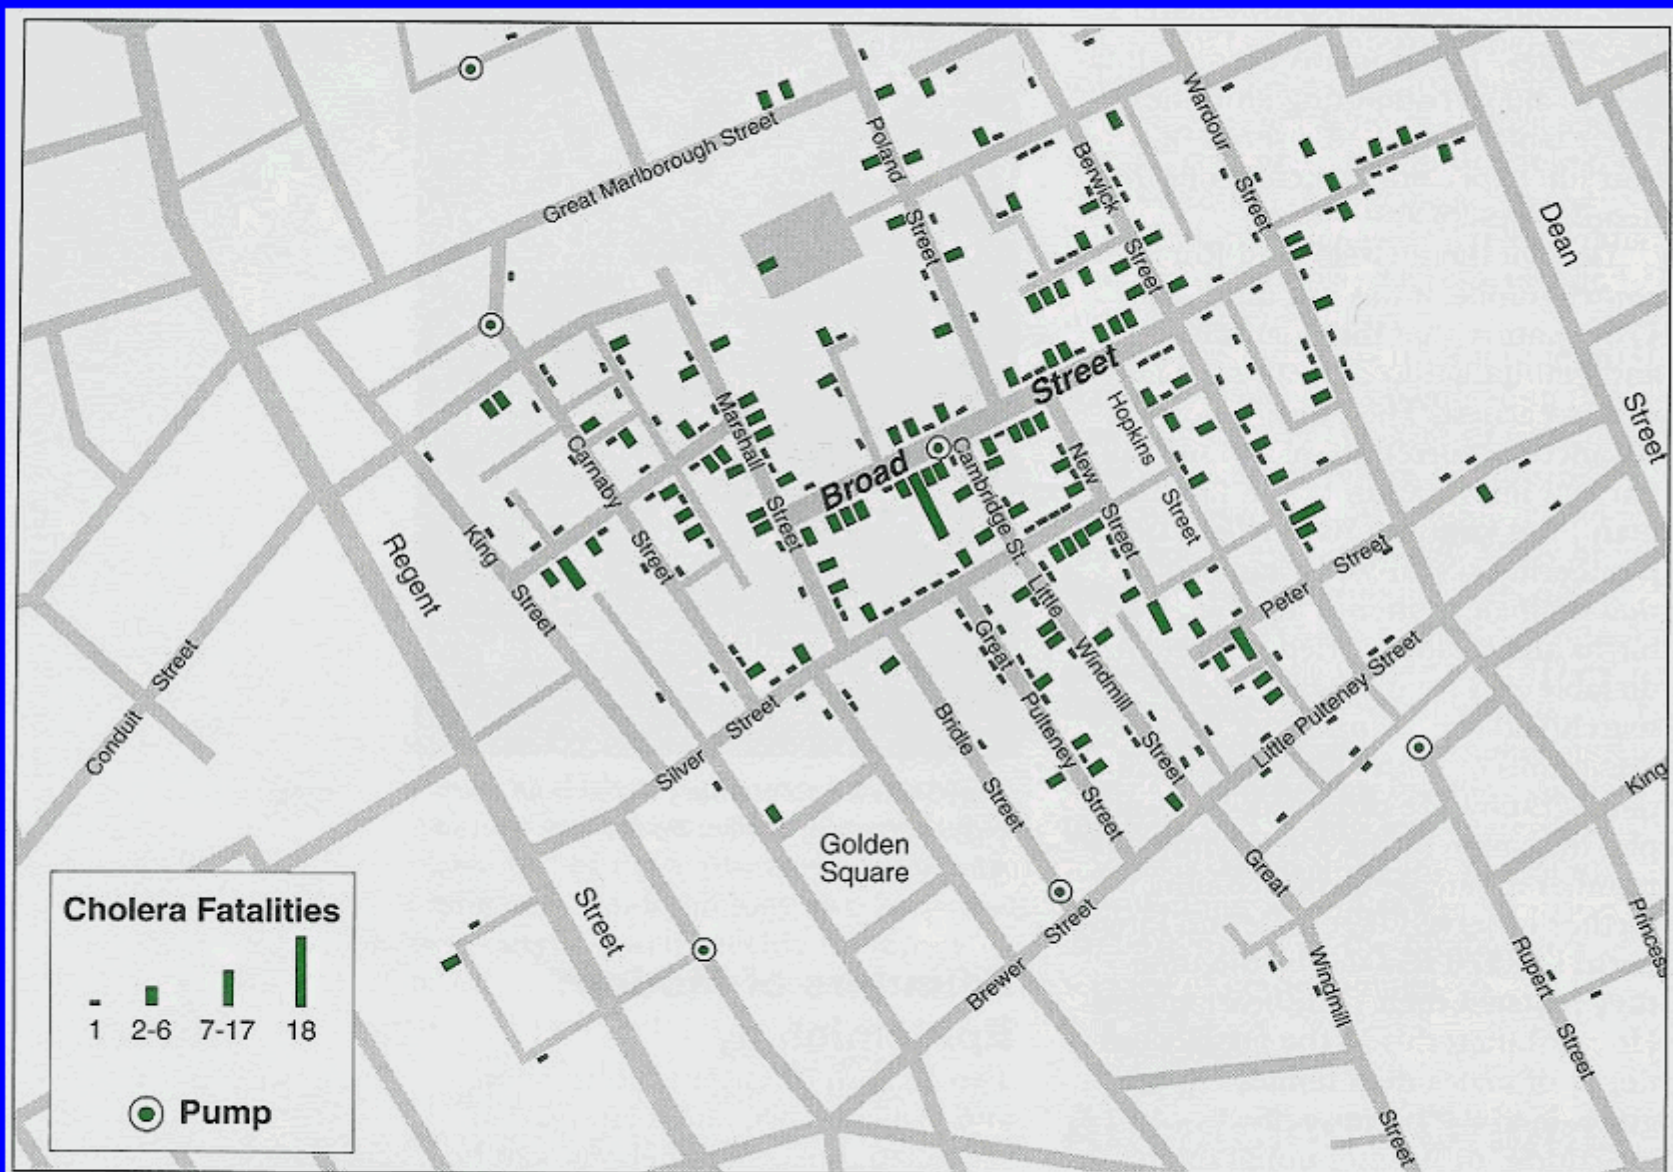 Great Marlborough Street
Poland
Street
Berwick
Street
Wardour
Street
Dean
Street
Broad
Street
Marshall
Street
Carnaby
Street
Hopkins
Street
New
Street
Cambridge St.
King
Street
Regent
Street
Conduit
Street
Peter
Street
Little
Windmill
Street
Great
Pulteney
Street
Bridle
Street
Little Pulteney Street
Silver
Street
Golden
Square
Brewer
Street
Great
Windmill
Street
Rupert
Street
King
Princess
Cholera Fatalities
1 2-6 7-17 18
Pump